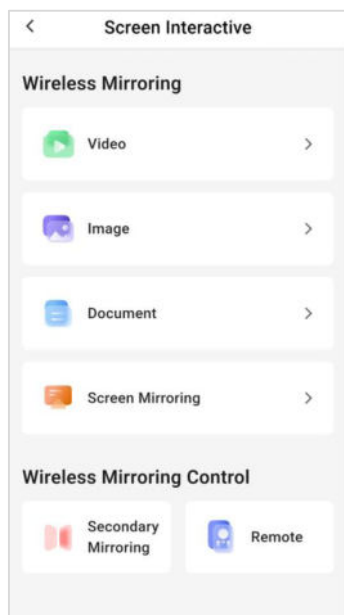 Screen Interactive
Wireless Mirroring
Video
Image
Document
Screen Mirroring
Wireless Mirroring Control
Secondary
Mirroring
Remote